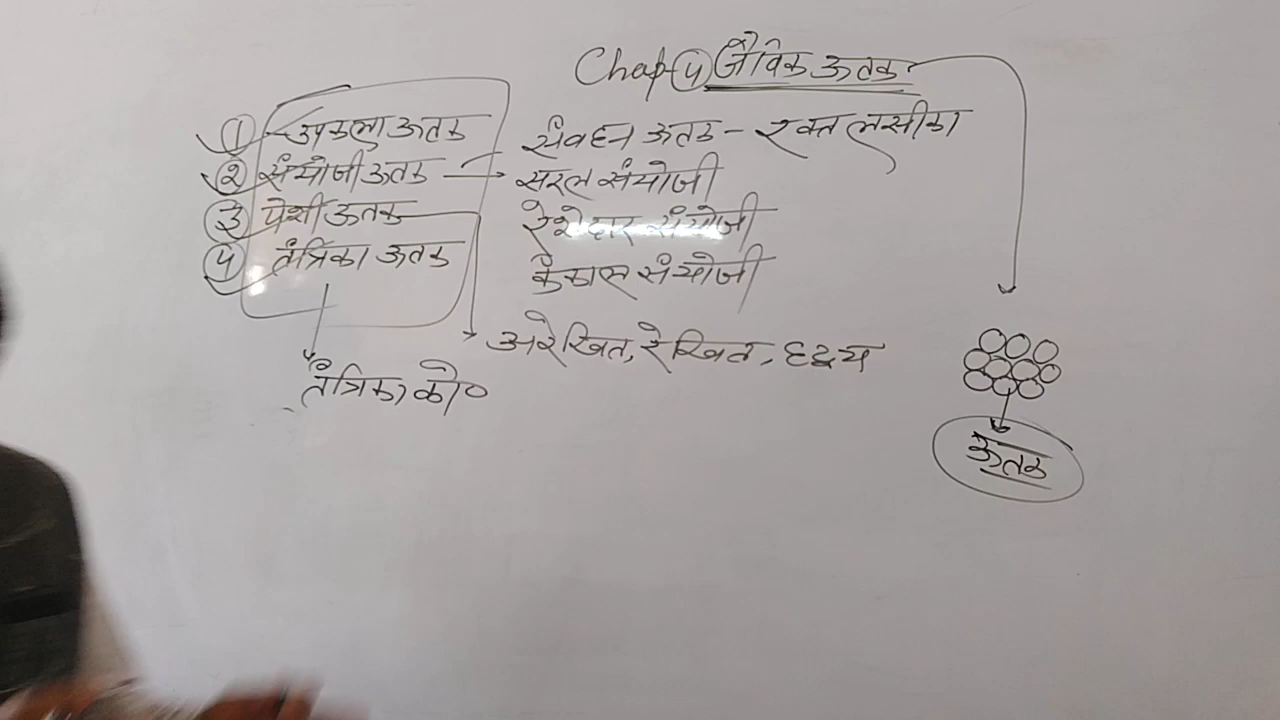 Chap-(4) जैविक ऊतक
① उपकला ऊतक
② संयोजी ऊतक
③ पेशी ऊतक
④ तंत्रिका ऊतक
संवहन ऊतक - रक्त लसीका
सरल संयोजी
रेशेदार संयोजी
कंकाल संयोजी
अरेखित, रेखित, हृदय
तंत्रिका को०
ऊतक